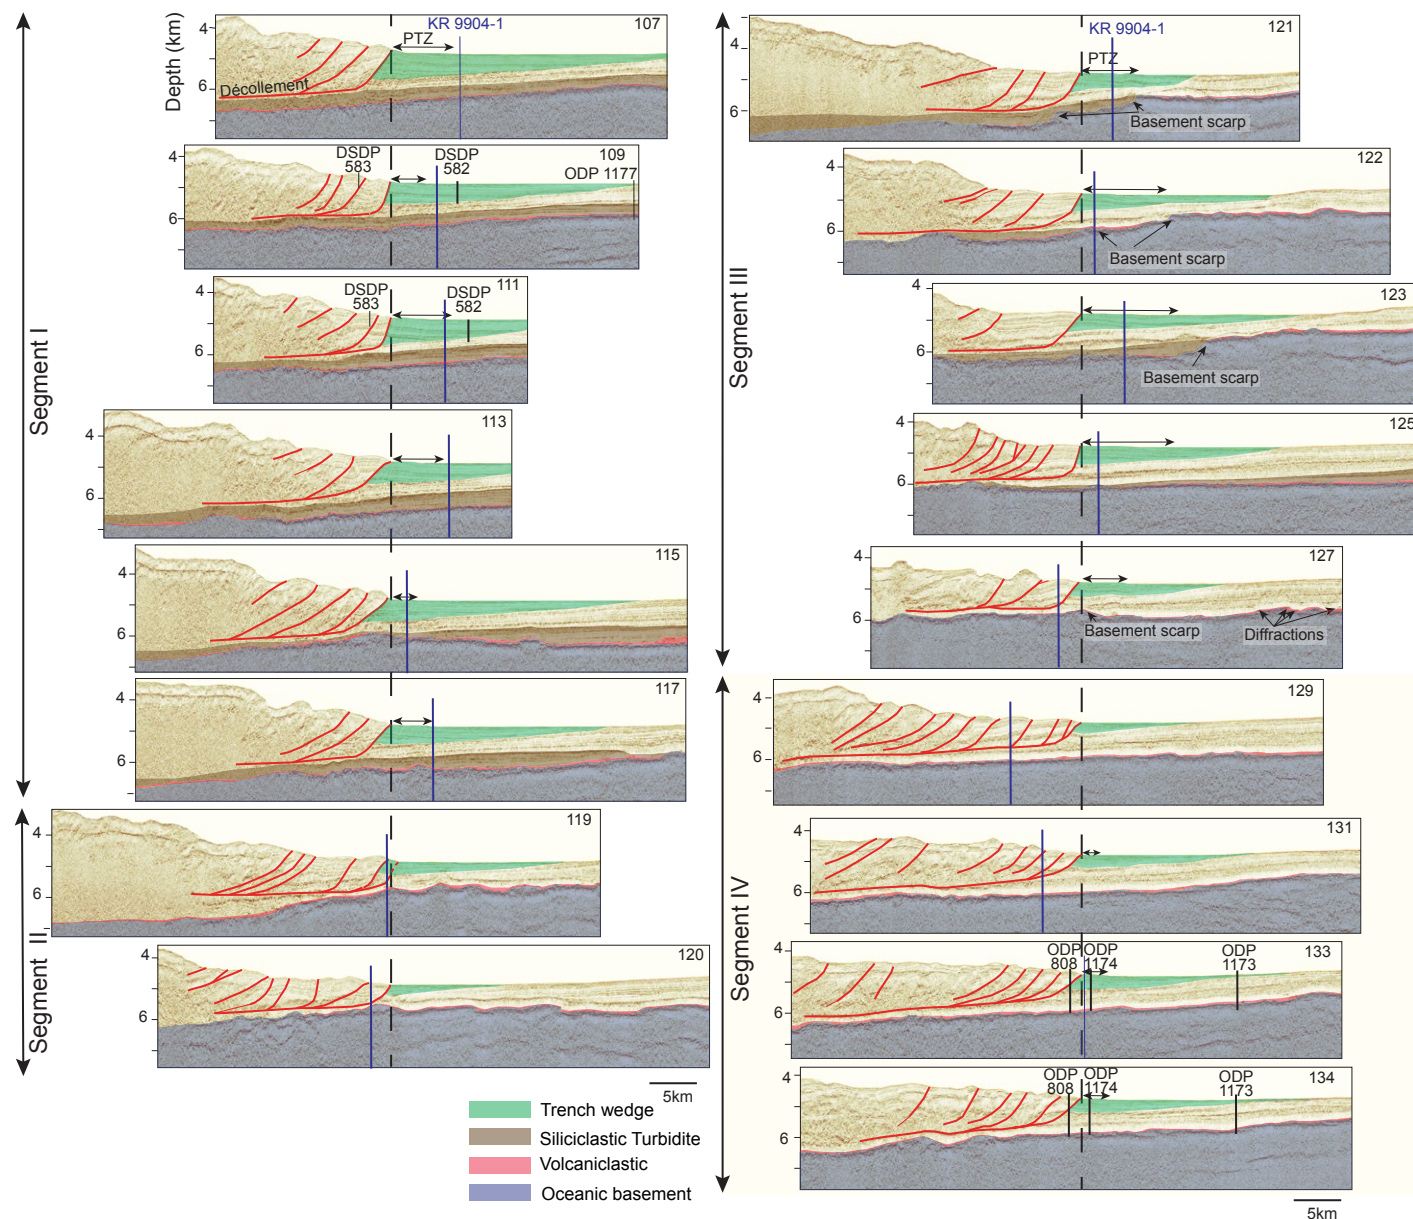 Segment I
Depth (km)
4
6
KR 9904-1
PTZ
107
Décollement
4
6
DSDP
583
DSDP
582
109
ODP 1177
4
6
DSDP
583
DSDP
582
111
4
6
113
4
6
115
4
6
117
Segment II
4
6
119
4
6
120
5km
Trench wedge
Siliciclastic Turbidite
Volcaniclastic
Oceanic basement
Segment III
4
6
KR 9904-1
PTZ
121
Basement scarp
4
6
122
Basement scarp
4
6
123
Basement scarp
4
6
125
4
6
127
Basement scarp
Diffractions
Segment IV
4
6
129
4
6
131
4
6
ODP
808
ODP
1174
ODP
1173
133
4
6
ODP
808
ODP
1174
ODP
1173
134
5km